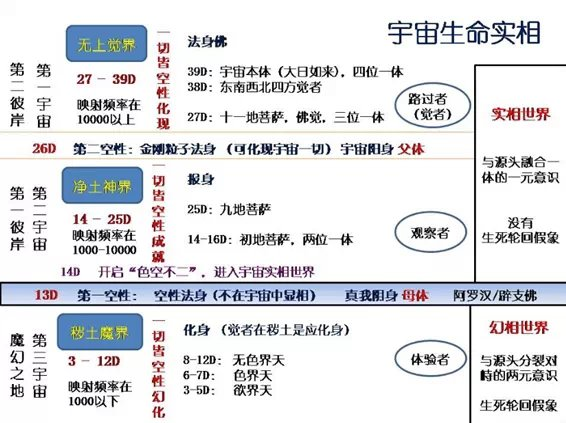 宇宙生命实相
第二彼岸
第一宇宙
无上觉界
27 － 39D
映射频率在
10000以上
一切皆空性化现
法身佛
39D: 宇宙本体（大日如来），四位一体
38D: 东南西北四方觉者
27D: 十一地菩萨，佛觉，三位一体
路过者
（觉者）
26D 第二空性：金刚粒子法身 （可化现宇宙一切） 宇宙阳身 父体
第一彼岸
第二宇宙
净土神界
14 － 25D
映射频率在
1000-10000
一切皆空性成就
报身
25D: 九地菩萨
14-16D: 初地菩萨，两位一体
观察者
14D 开启“色空不二”，进入宇宙实相世界
实相世界
与源头融合一
体的一元意识
没有
生死轮回假象
13D 第一空性： 空性法身（不在宇宙中显相） 真我阳身 母体 阿罗汉/辟支佛
魔幻之地
第三宇宙
秽土魔界
3 － 12D
映射频率在
1000以下
一切皆空性幻化
化身 （觉者在秽土是应化身）
8-12D: 无色界天
6-7D: 色界天
3-5D: 欲界天
体验者
幻相世界
与源头分裂对
峙的两元意识
生死轮回假象